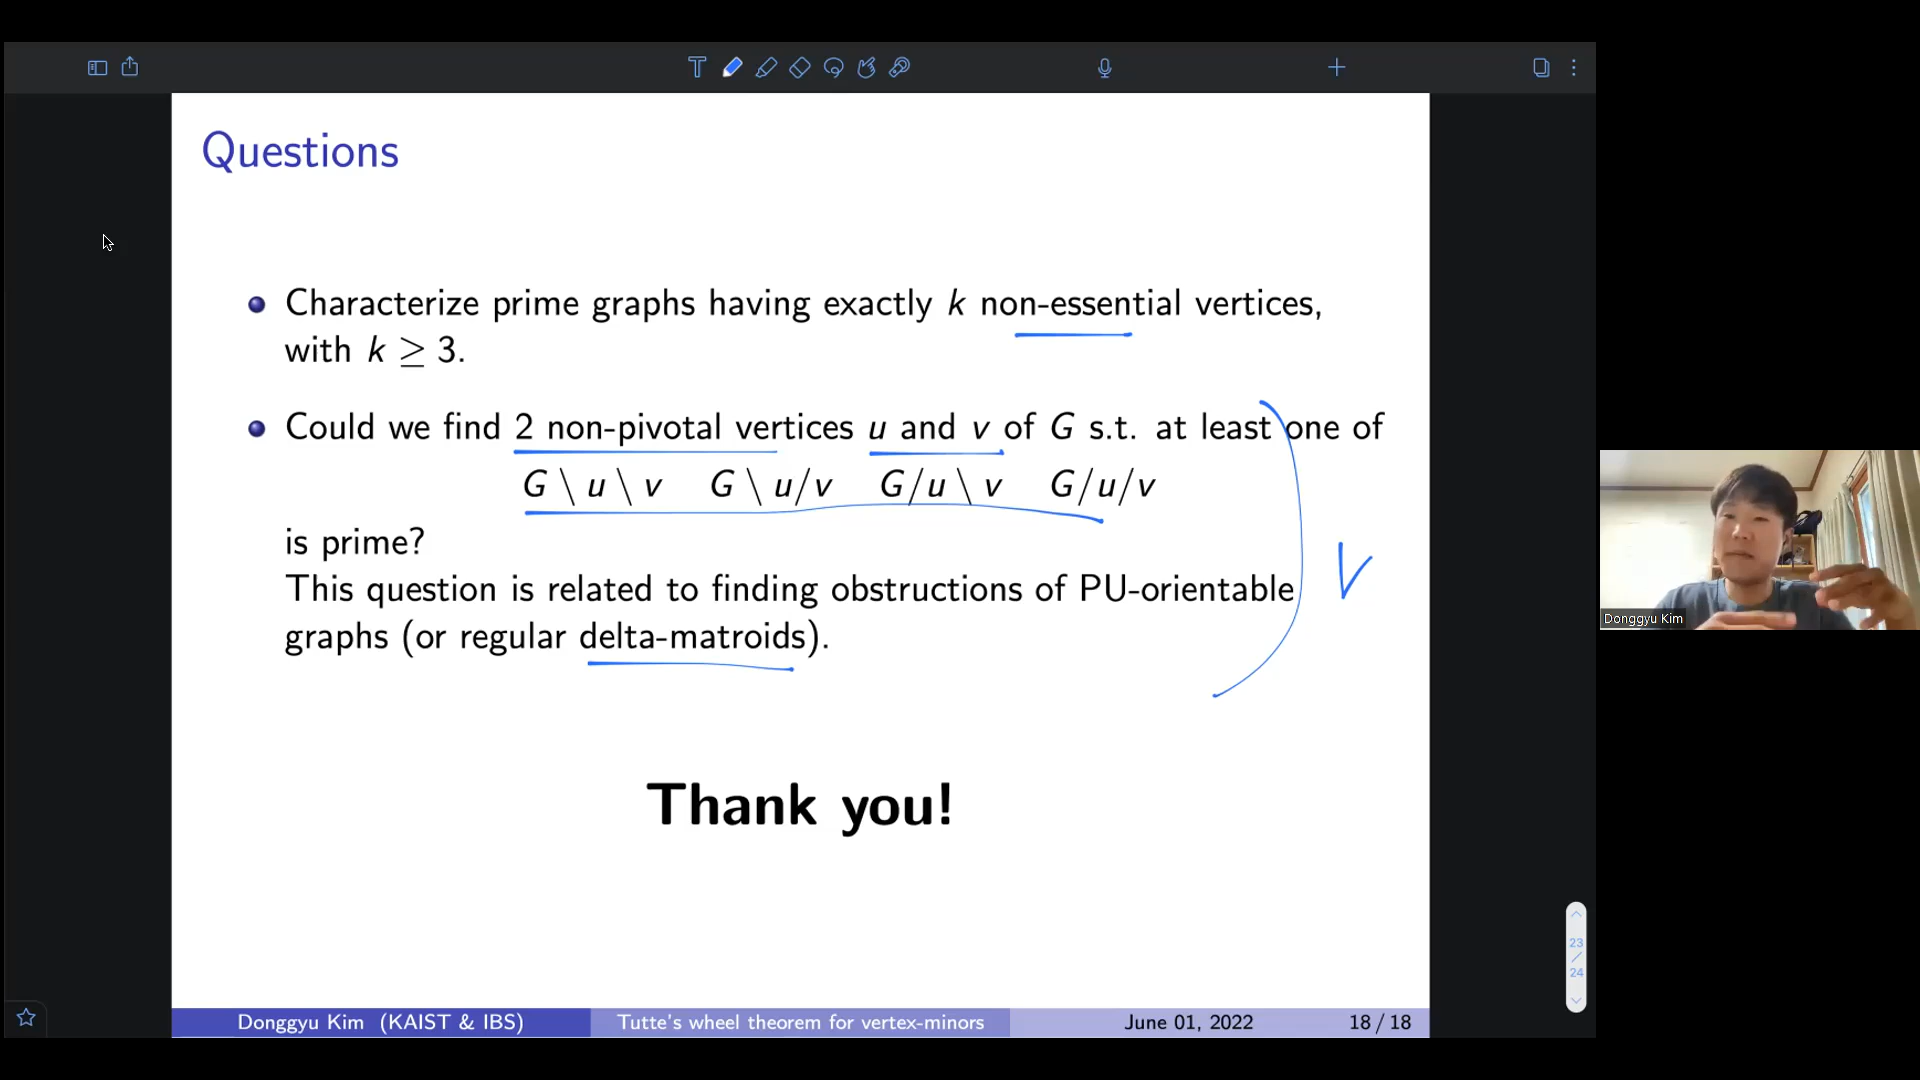 Questions
Characterize prime graphs having exactly k non-essential vertices,
with k ≥ 3.
Could we find 2 non-pivotal vertices u and v of G s.t. at least one of
G \ u \ v G \ u/v G/u \ v G/u/v
is prime?
This question is related to finding obstructions of PU-orientable
graphs (or regular delta-matroids).
V
Thank you!
Donggyu Kim
23
/
24
Donggyu Kim (KAIST & IBS) Tutte's wheel theorem for vertex-minors June 01, 2022 18 / 18